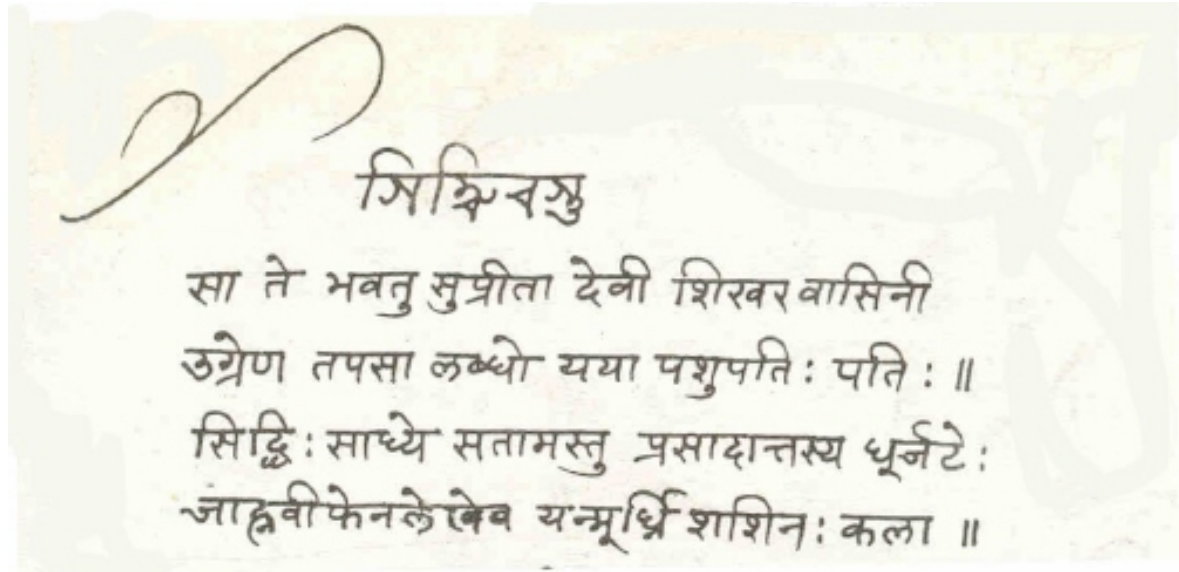 सा ते भवतु सुप्रीता देवी शिखरवासिनी
उग्रेण तपसा लब्धो यया पशुपतिः पतिः ॥
सिद्धिः साध्ये सतामस्तु प्रसादात्तस्य धूर्जटेः
जाह्नवीफेनलेखेव यन्मूर्ध्नि शशिनः कला ॥